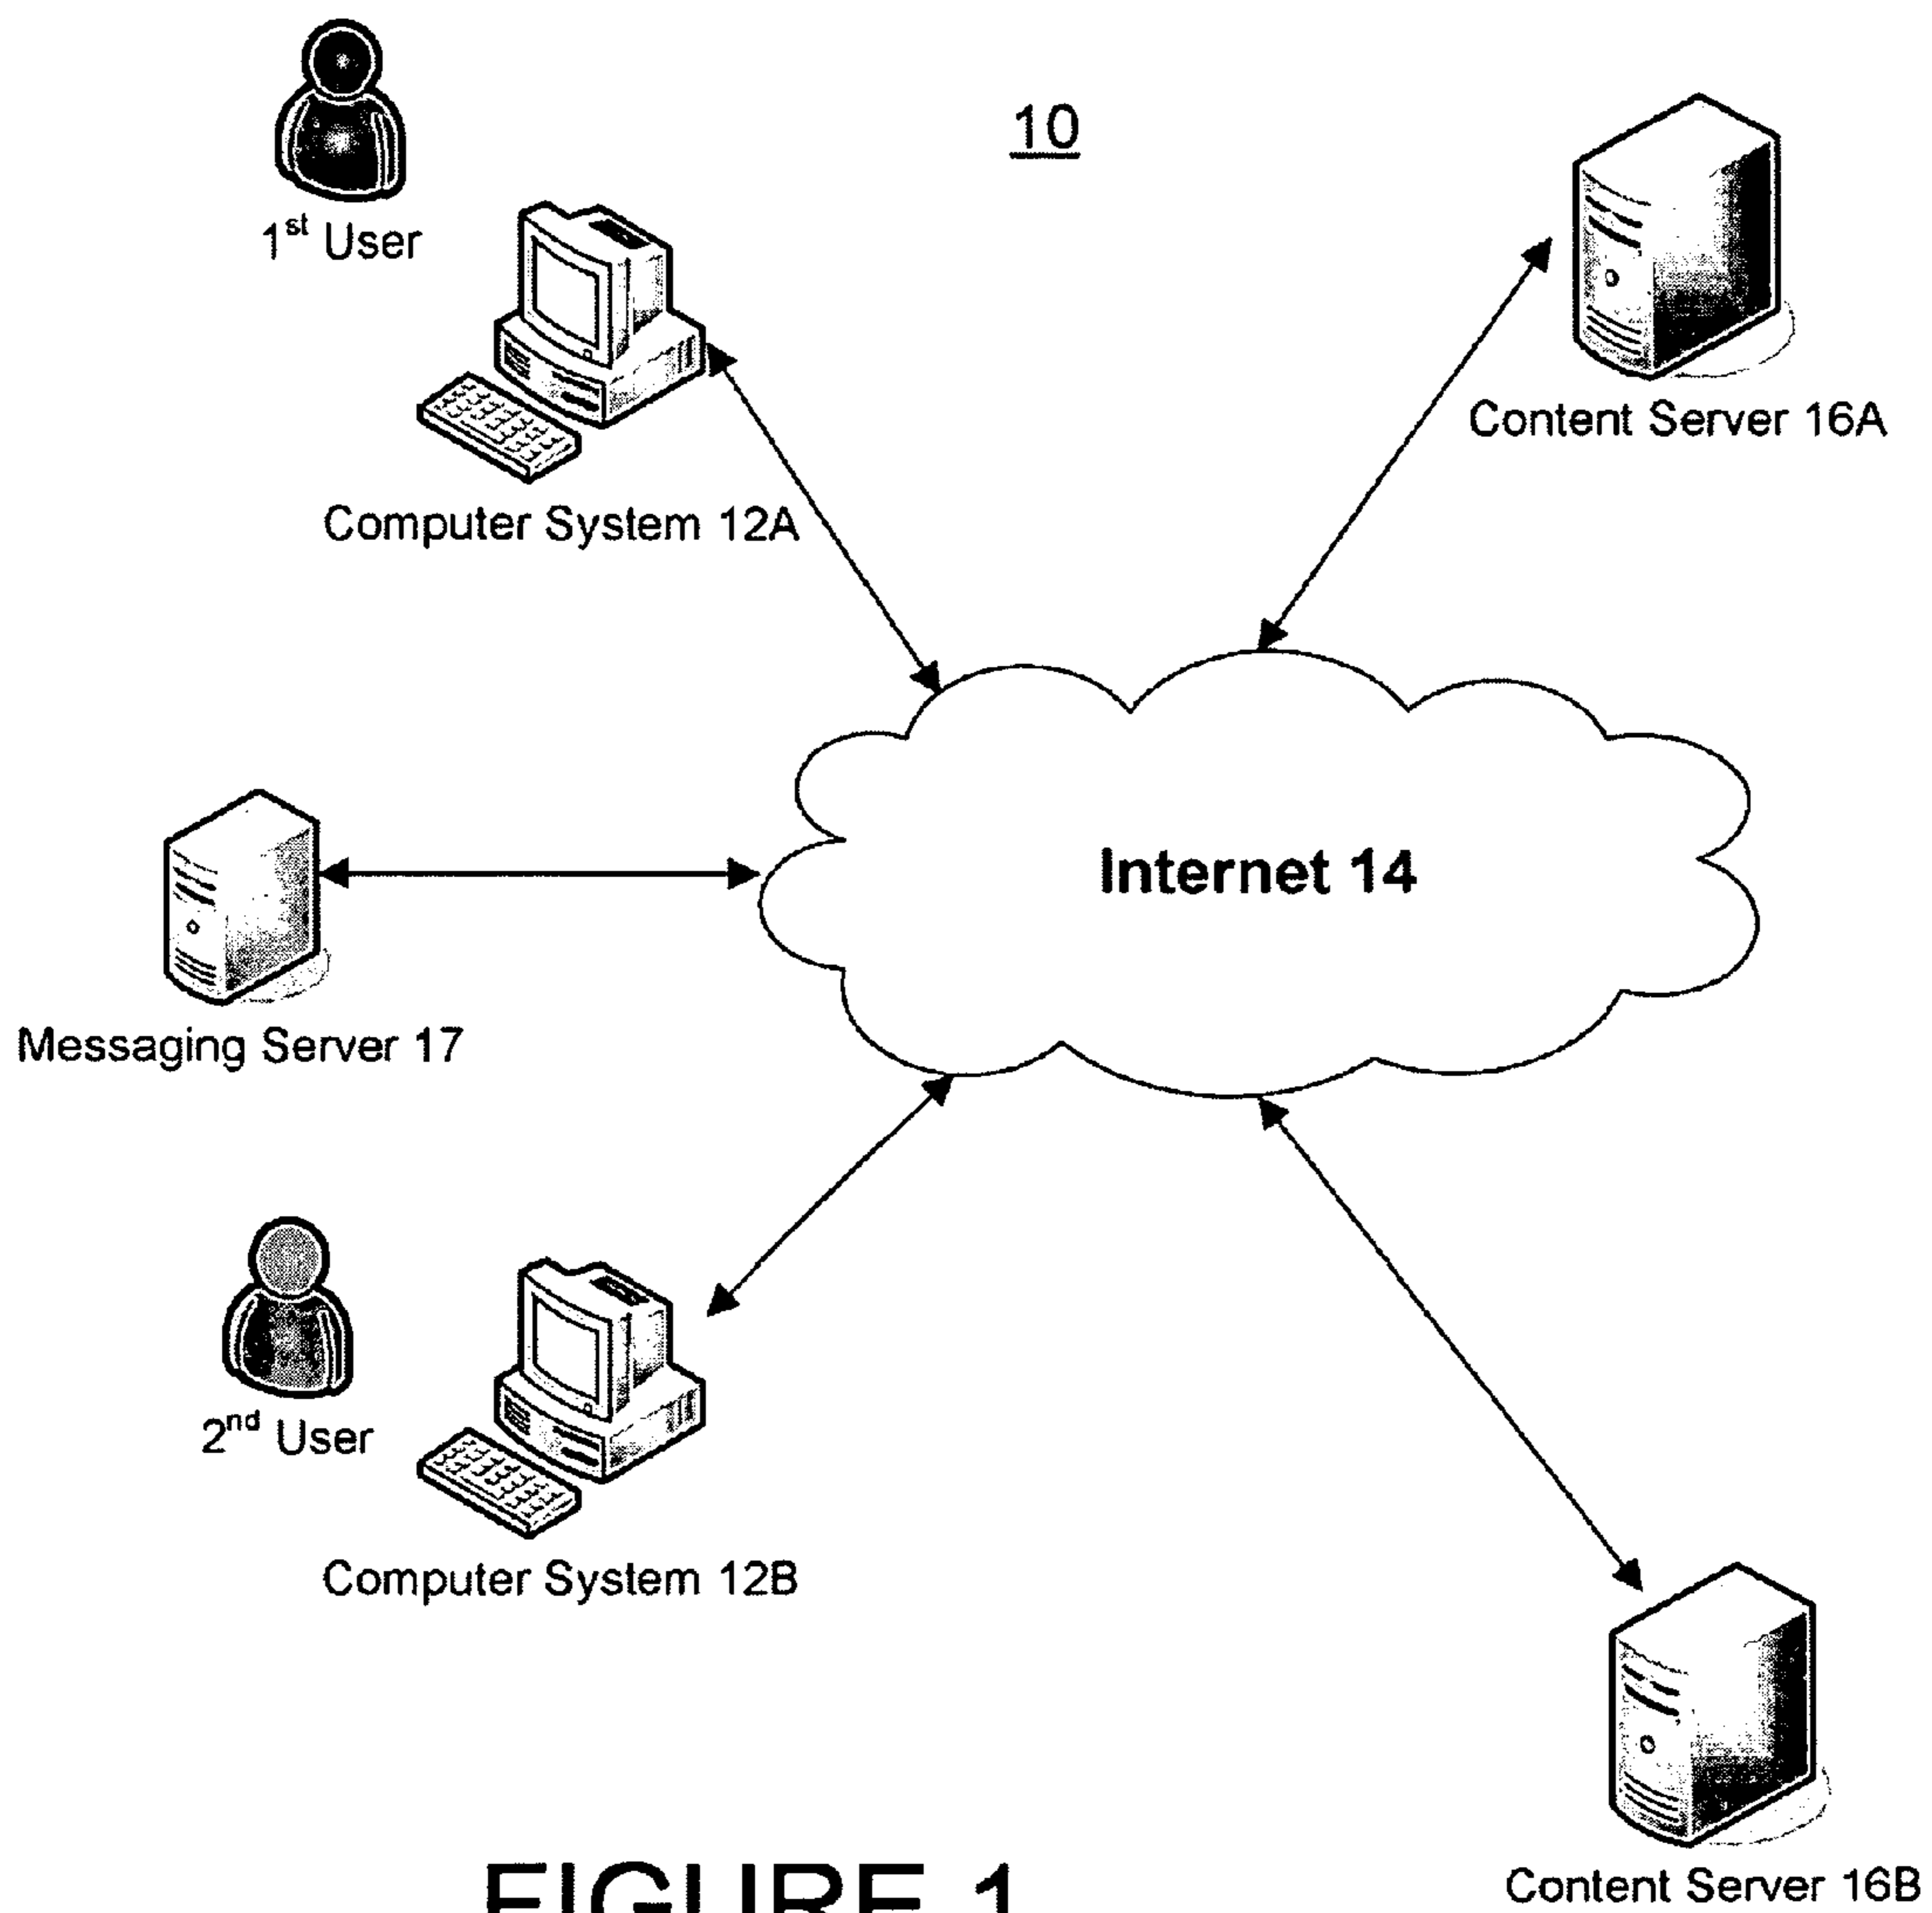 10
1st User
Computer System 12A
Content Server 16A
Internet 14
Messaging Server 17
2nd User
Computer System 12B
Content Server 16B
FIGURE 1